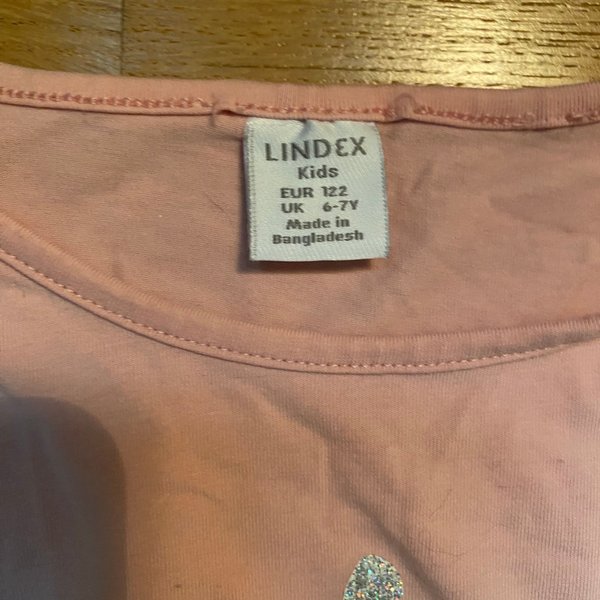 LINDEX
Kids
EUR 122
UK 6-7Y
Made in
Bangladesh